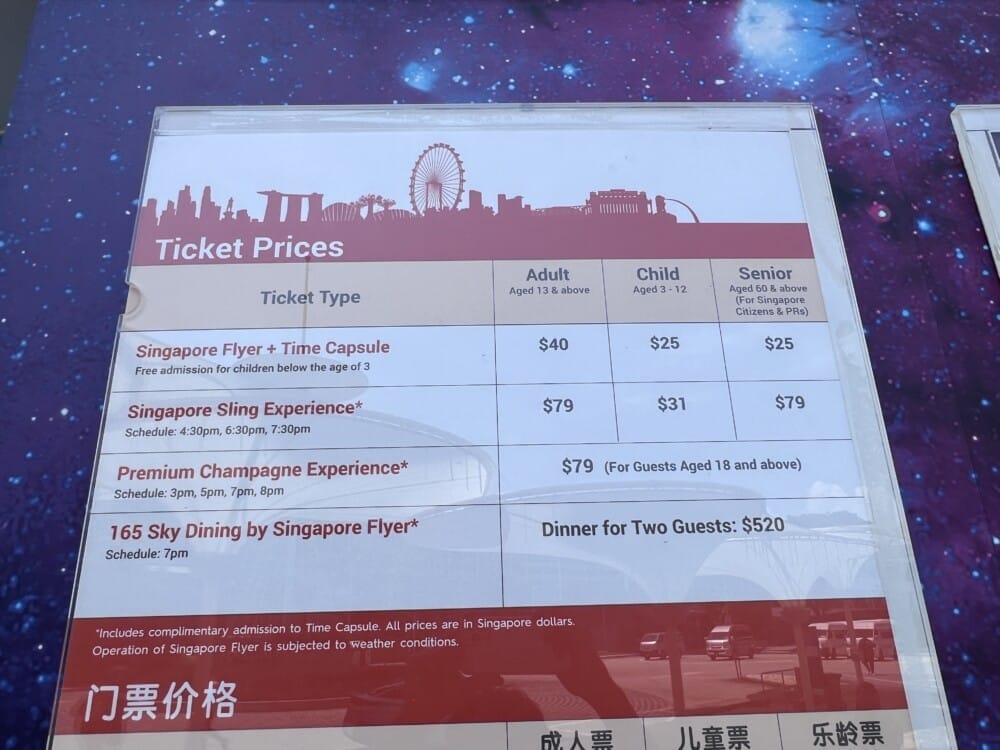 Ticket Prices
Ticket Type
Adult
Aged 13 & above
Child
Aged 3 - 12
Senior
Aged 60 & above
(For Singapore
Citizens & PRs)
Singapore Flyer + Time Capsule
Free admission for children below the age of 3
$40
$25
$25
Singapore Sling Experience*
Schedule: 4:30pm, 6:30pm, 7:30pm
$79
$31
$79
Premium Champagne Experience*
Schedule: 3pm, 5pm, 7pm, 8pm
$79 (For Guests Aged 18 and above)
165 Sky Dining by Singapore Flyer*
Schedule: 7pm
Dinner for Two Guests: $520
*Includes complimentary admission to Time Capsule. All prices are in Singapore dollars.
Operation of Singapore Flyer is subjected to weather conditions.
门票价格
成人票
儿童票
乐龄票